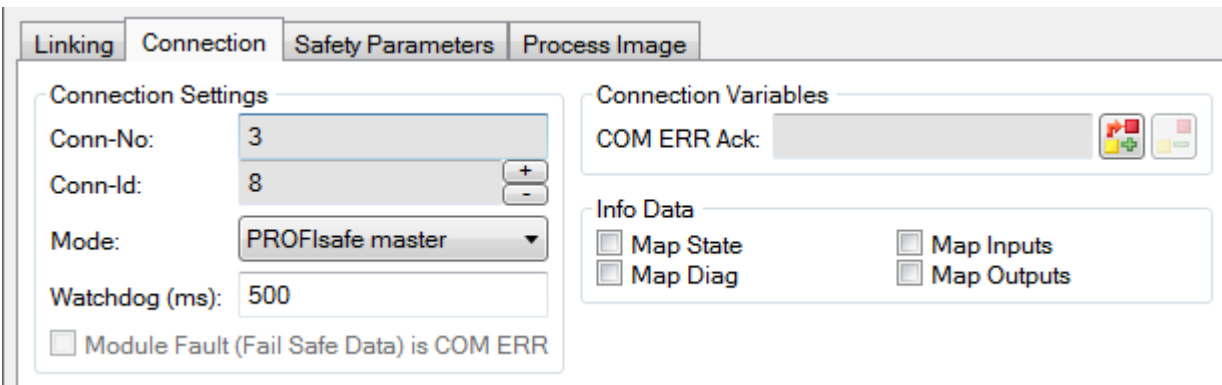 Linking Connection Safety Parameters Process Image
Connection Settings
Conn-No: 3
Conn-Id: 8 + -
Mode: PROFIsafe master
Watchdog (ms): 500
Module Fault (Fail Safe Data) is COM ERR
Connection Variables
COM ERR Ack:
Info Data
Map State Map Inputs
Map Diag Map Outputs